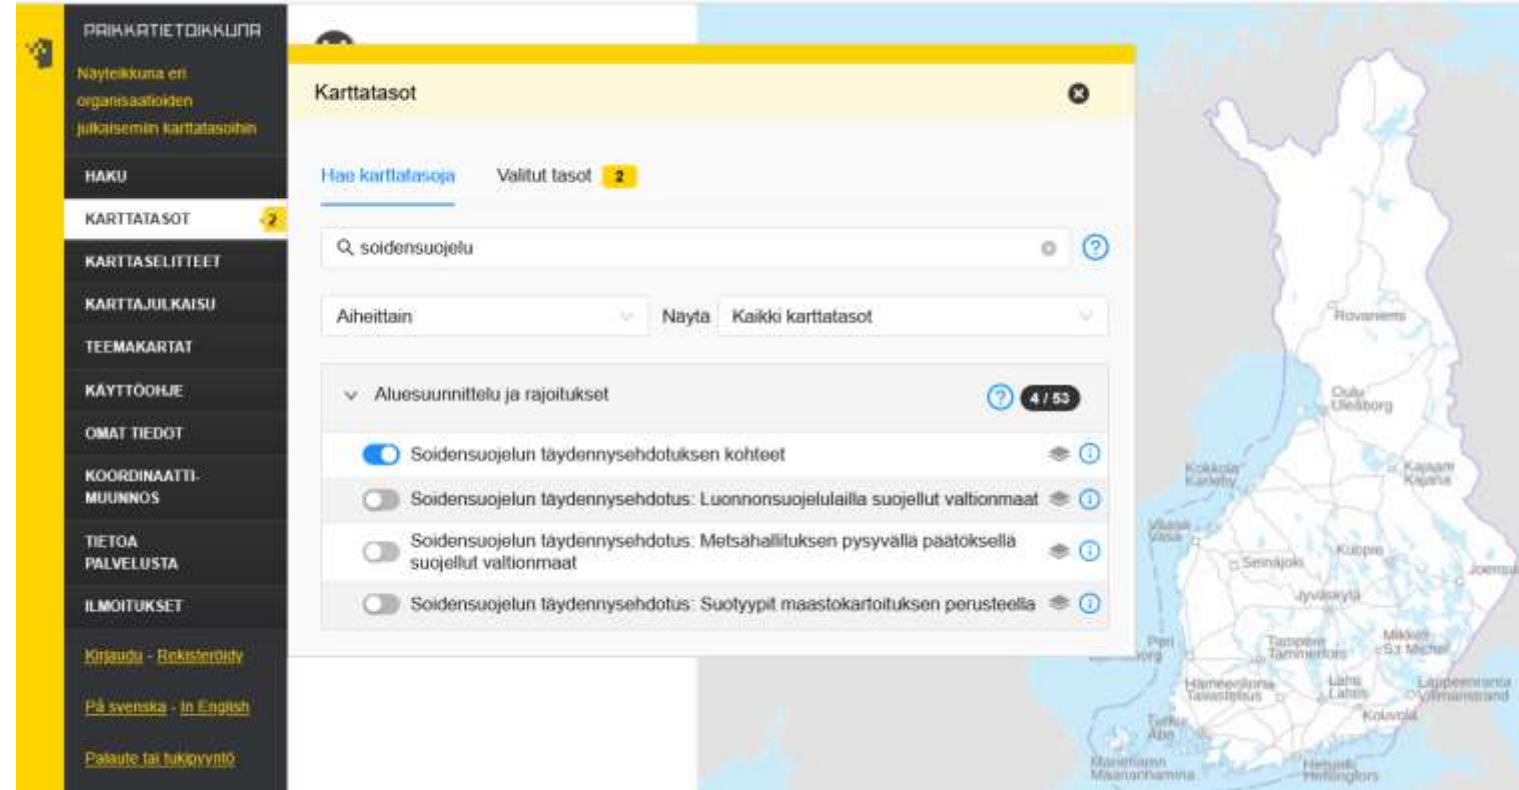 PAIKKATIETOIKKUNA
Näyteikkuna eri
organisaatioiden
julkaisemiin karttatasoihin
HAKU
KARTTATASOT 2
KARTTASELITTEET
KARTTAJULKAISU
TEEMAKARTAT
KÄYTTÖOHJE
OMAT TIEDOT
KOORDINAATTI-
MUUNNOS
TIETOA
PALVELUSTA
ILMOITUKSET
Kirjaudu - Rekisteröidy
På svenska - In English
Palaute tai tukipyyntö
Karttatasot
Hae karttatasoja Valitut tasot 2
soidensuojelu
Aiheittain Näytä Kaikki karttatasot
Aluesuunnittelu ja rajoitukset 4 / 53
Soidensuojelun täydennysehdotuksen kohteet
Soidensuojelun täydennysehdotus: Luonnonsuojelulailla suojellut valtionmaat
Soidensuojelun täydennysehdotus: Metsähallituksen pysyvällä päätöksellä
suojellut valtionmaat
Soidensuojelun täydennysehdotus: Suotyypit maastokartoituksen perusteella
Rovaniemi
Oulu
Uleåborg
Kokkola
Karleby
Kajaani
Kajana
Vaasa
Vasa
Seinäjoki
Kuopio
Joensu
Jyväskylä
Pori
Tampere
Tammerfors
Mikkeli
S:t Michel
Hämeenlinna
Tavastehus
Lahti
Lahtis
Lappeenranta
Villmanstrand
Kouvola
Turku
Åbo
Mariehamn
Maarianhamina
Helsinki
Helsingfors